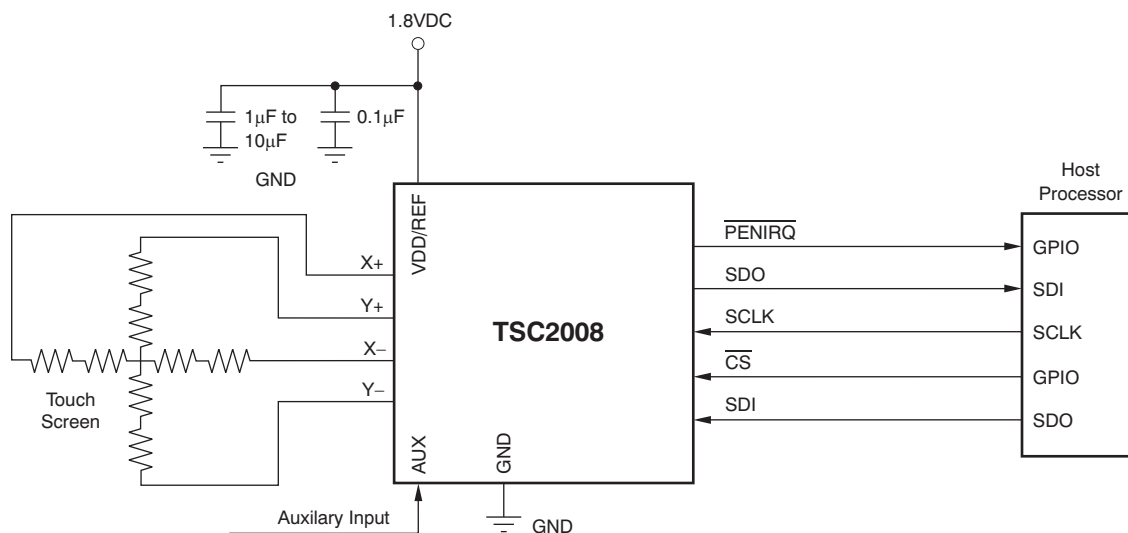 1.8VDC
1μF to
10μF
0.1μF
GND
Host
Processor
VDD/REF
X+
Y+
X−
Y−
Touch
Screen
TSC2008
PENIRQ
SDO
SCLK
CS
SDI
GPIO
SDI
SCLK
GPIO
SDO
AUX
GND
Auxilary Input
GND